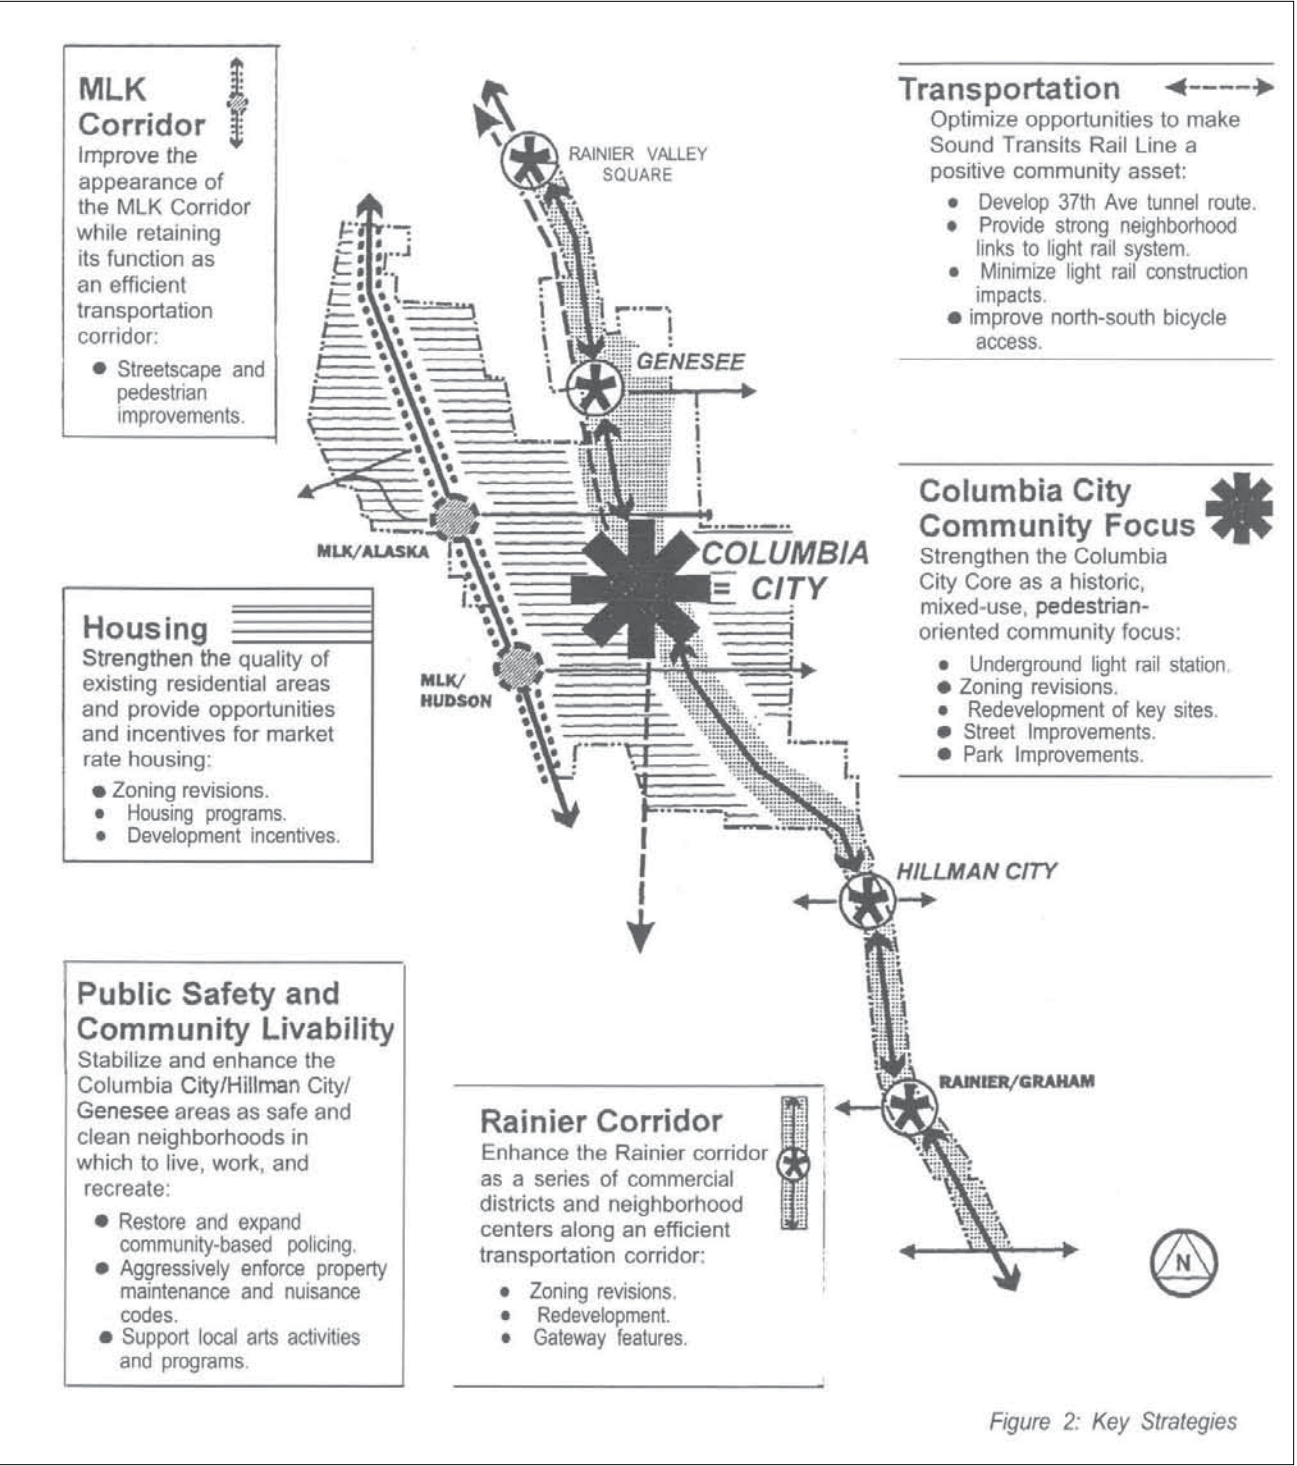 MLK
Corridor
Improve the
appearance of
the MLK Corridor
while retaining
its function as
an efficient
transportation
corridor:
● Streetscape and
pedestrian
improvements.
RAINIER VALLEY
SQUARE
Transportation
Optimize opportunities to make
Sound Transits Rail Line a
positive community asset:
● Develop 37th Ave tunnel route.
● Provide strong neighborhood
links to light rail system.
● Minimize light rail construction
impacts.
● improve north-south bicycle
access.
GENESEE
MLK/ALASKA
COLUMBIA
CITY
MLK/
HUDSON
Columbia City
Community Focus
Strengthen the Columbia
City Core as a historic,
mixed-use, pedestrian-
oriented community focus:
● Underground light rail station.
● Zoning revisions.
● Redevelopment of key sites.
● Street Improvements.
● Park Improvements.
Housing
Strengthen the quality of
existing residential areas
and provide opportunities
and incentives for market
rate housing:
● Zoning revisions.
● Housing programs.
● Development incentives.
HILLMAN CITY
RAINIER/GRAHAM
Public Safety and
Community Livability
Stabilize and enhance the
Columbia City/Hillman City/
Genesee areas as safe and
clean neighborhoods in
which to live, work, and
recreate:
● Restore and expand
community-based policing.
● Aggressively enforce property
maintenance and nuisance
codes.
● Support local arts activities
and programs.
Rainier Corridor
Enhance the Rainier corridor
as a series of commercial
districts and neighborhood
centers along an efficient
transportation corridor:
● Zoning revisions.
● Redevelopment.
● Gateway features.
N
Figure 2: Key Strategies